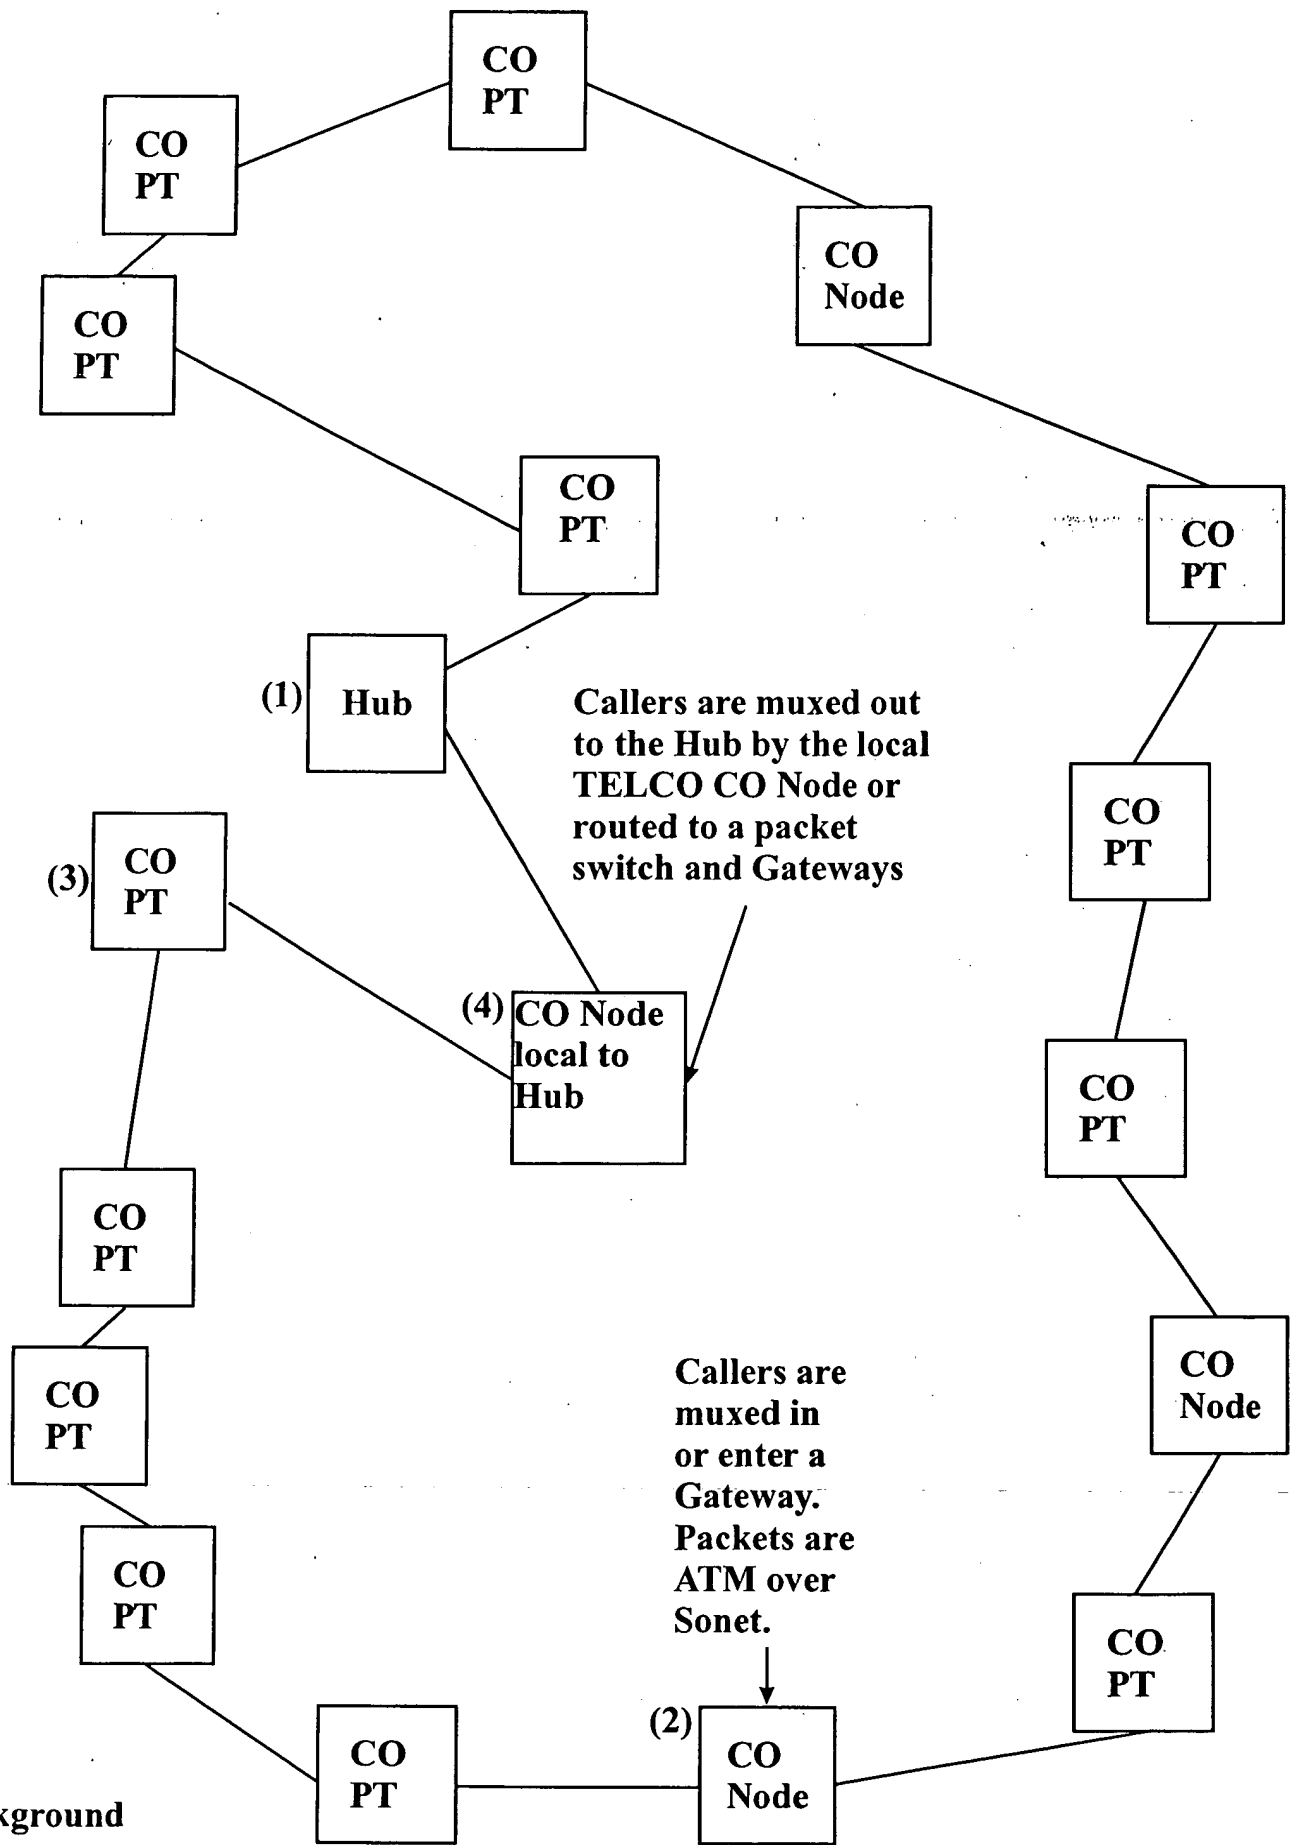 CO
PT
CO
PT
CO
Node
CO
PT
CO
PT
CO
PT
(1)
Hub
Callers are muxed out
to the Hub by the local
TELCO CO Node or
routed to a packet
switch and Gateways
CO
PT
(3)
CO
PT
(4)
CO Node
local to
Hub
CO
PT
CO
PT
CO
Node
CO
PT
Callers are
muxed in
or enter a
Gateway.
Packets are
ATM over
Sonet.
CO
PT
CO
PT
(2)
CO
Node
CO
PT
kground